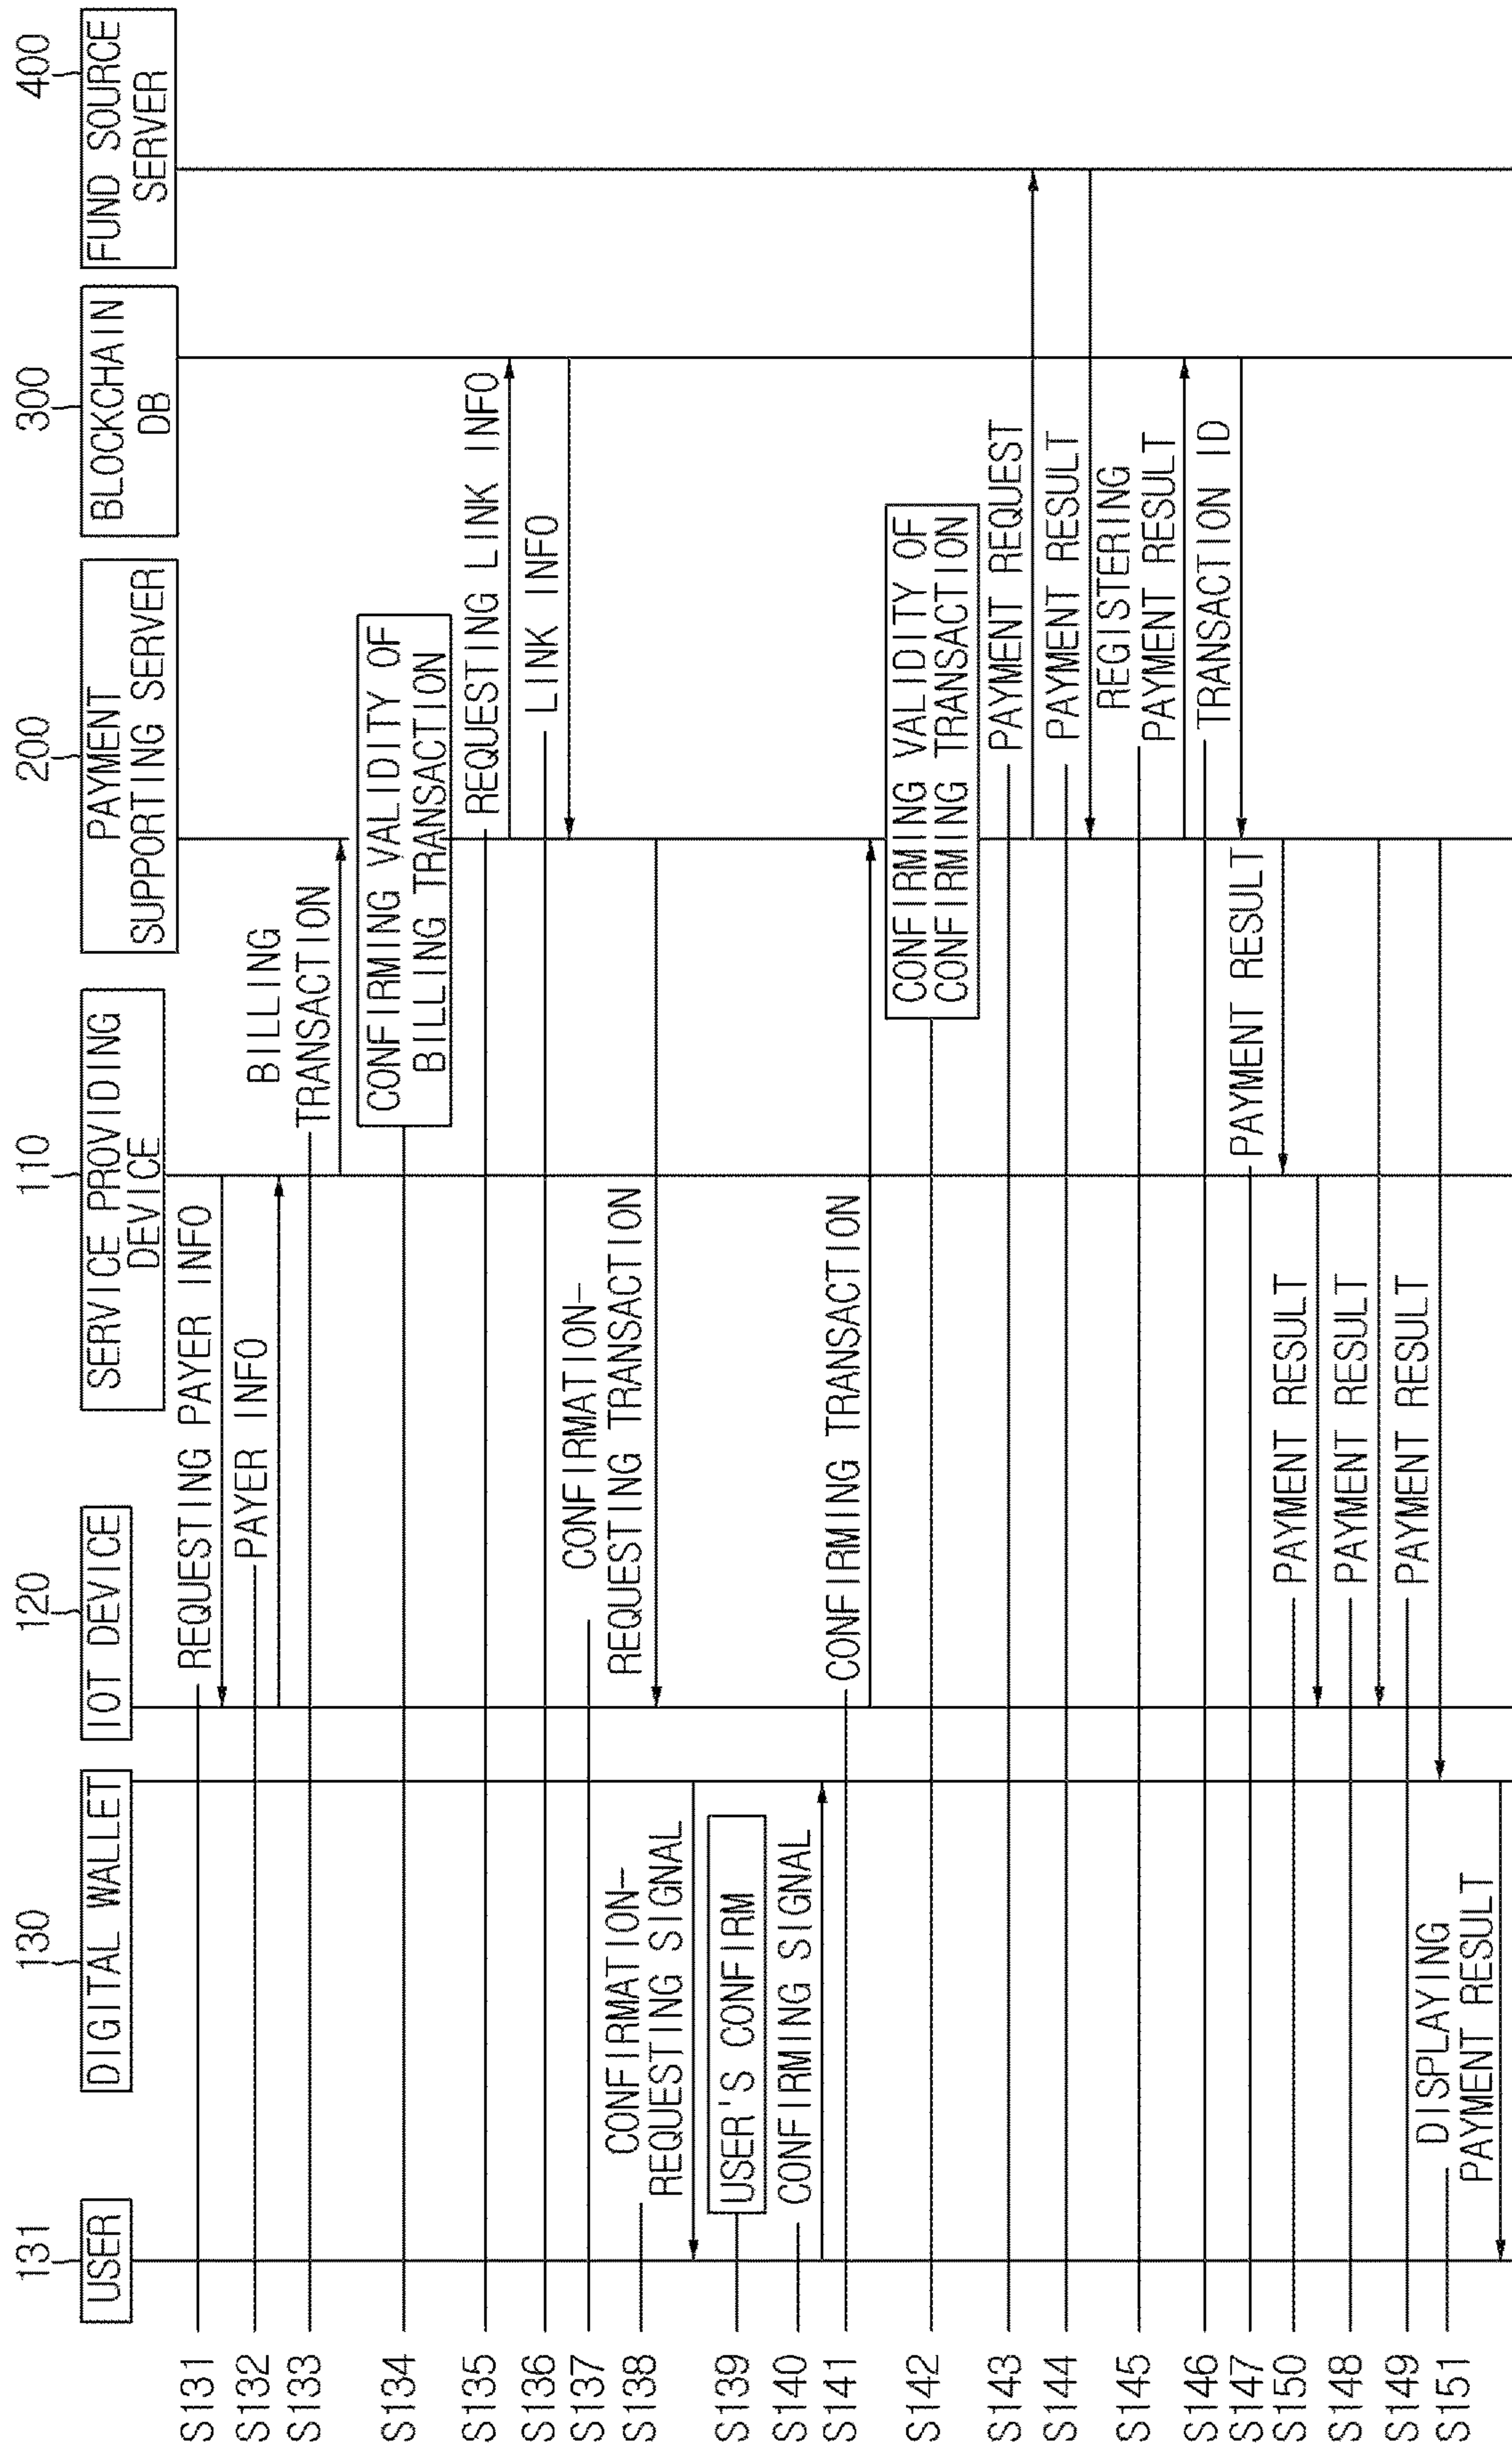 131
130
120
110
200
300
400
USER
DIGITAL WALLET
IOT DEVICE
SERVICE PROVIDING
DEVICE
PAYMENT
SUPPORTING SERVER
BLOCKCHAIN
DB
FUND SOURCE
SERVER
S131
REQUESTING PAYER INFO
S132
PAYER INFO
S133
BILLING
TRANSACTION
S134
CONFIRMING VALIDITY OF
BILLING TRANSACTION
S135
REQUESTING LINK INFO
S136
LINK INFO
S137
CONFIRMATION-
REQUESTING TRANSACTION
S138
CONFIRMATION-
REQUESTING SIGNAL
S139
USER'S CONFIRM
S140
CONFIRMING SIGNAL
S141
CONFIRMING TRANSACTION
S142
CONFIRMING VALIDITY OF
CONFIRMING TRANSACTION
S143
PAYMENT REQUEST
S144
PAYMENT RESULT
S145
REGISTERING
PAYMENT RESULT
S146
TRANSACTION ID
S147
PAYMENT RESULT
S150
PAYMENT RESULT
S148
PAYMENT RESULT
S149
PAYMENT RESULT
S151
DISPLAYING
PAYMENT RESULT